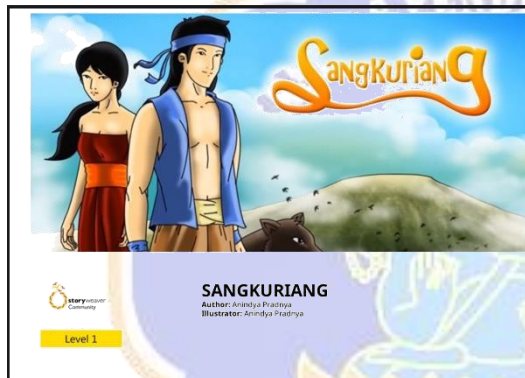 SangKuriang
storyweaver
Community
SANGKURIANG
Author: Anindya Pradnya
Illustrator: Anindya Pradnya
Level 1